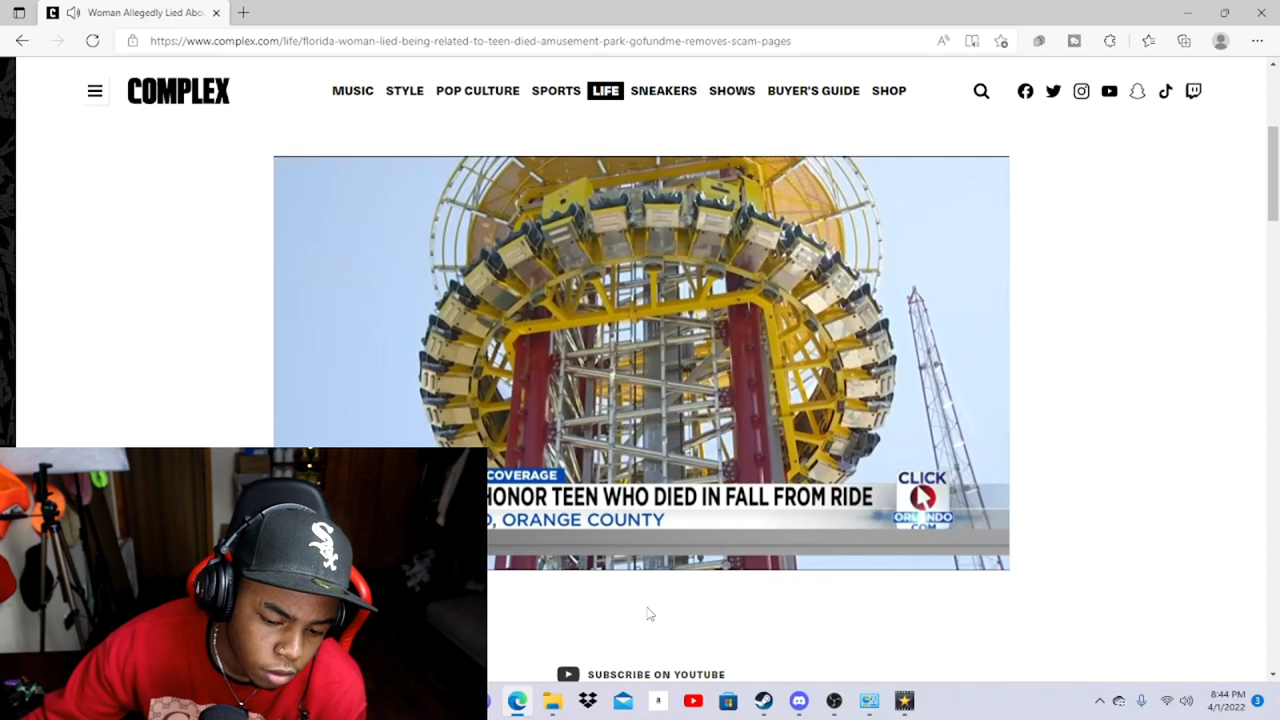 Woman Allegedly Lied Abo
https://www.complex.com/life/florida-woman-lied-being-related-to-teen-died-amusement-park-gofundme-removes-scam-pages
COMPLEX
MUSIC STYLE POP CULTURE SPORTS LIFE SNEAKERS SHOWS BUYER'S GUIDE SHOP
COVERAGE
HONOR TEEN WHO DIED IN FALL FROM RIDE
O, ORANGE COUNTY
CLICK
ORLANDO
.COM
Sox
SUBSCRIBE ON YOUTUBE
8:44 PM
4/1/2022
3